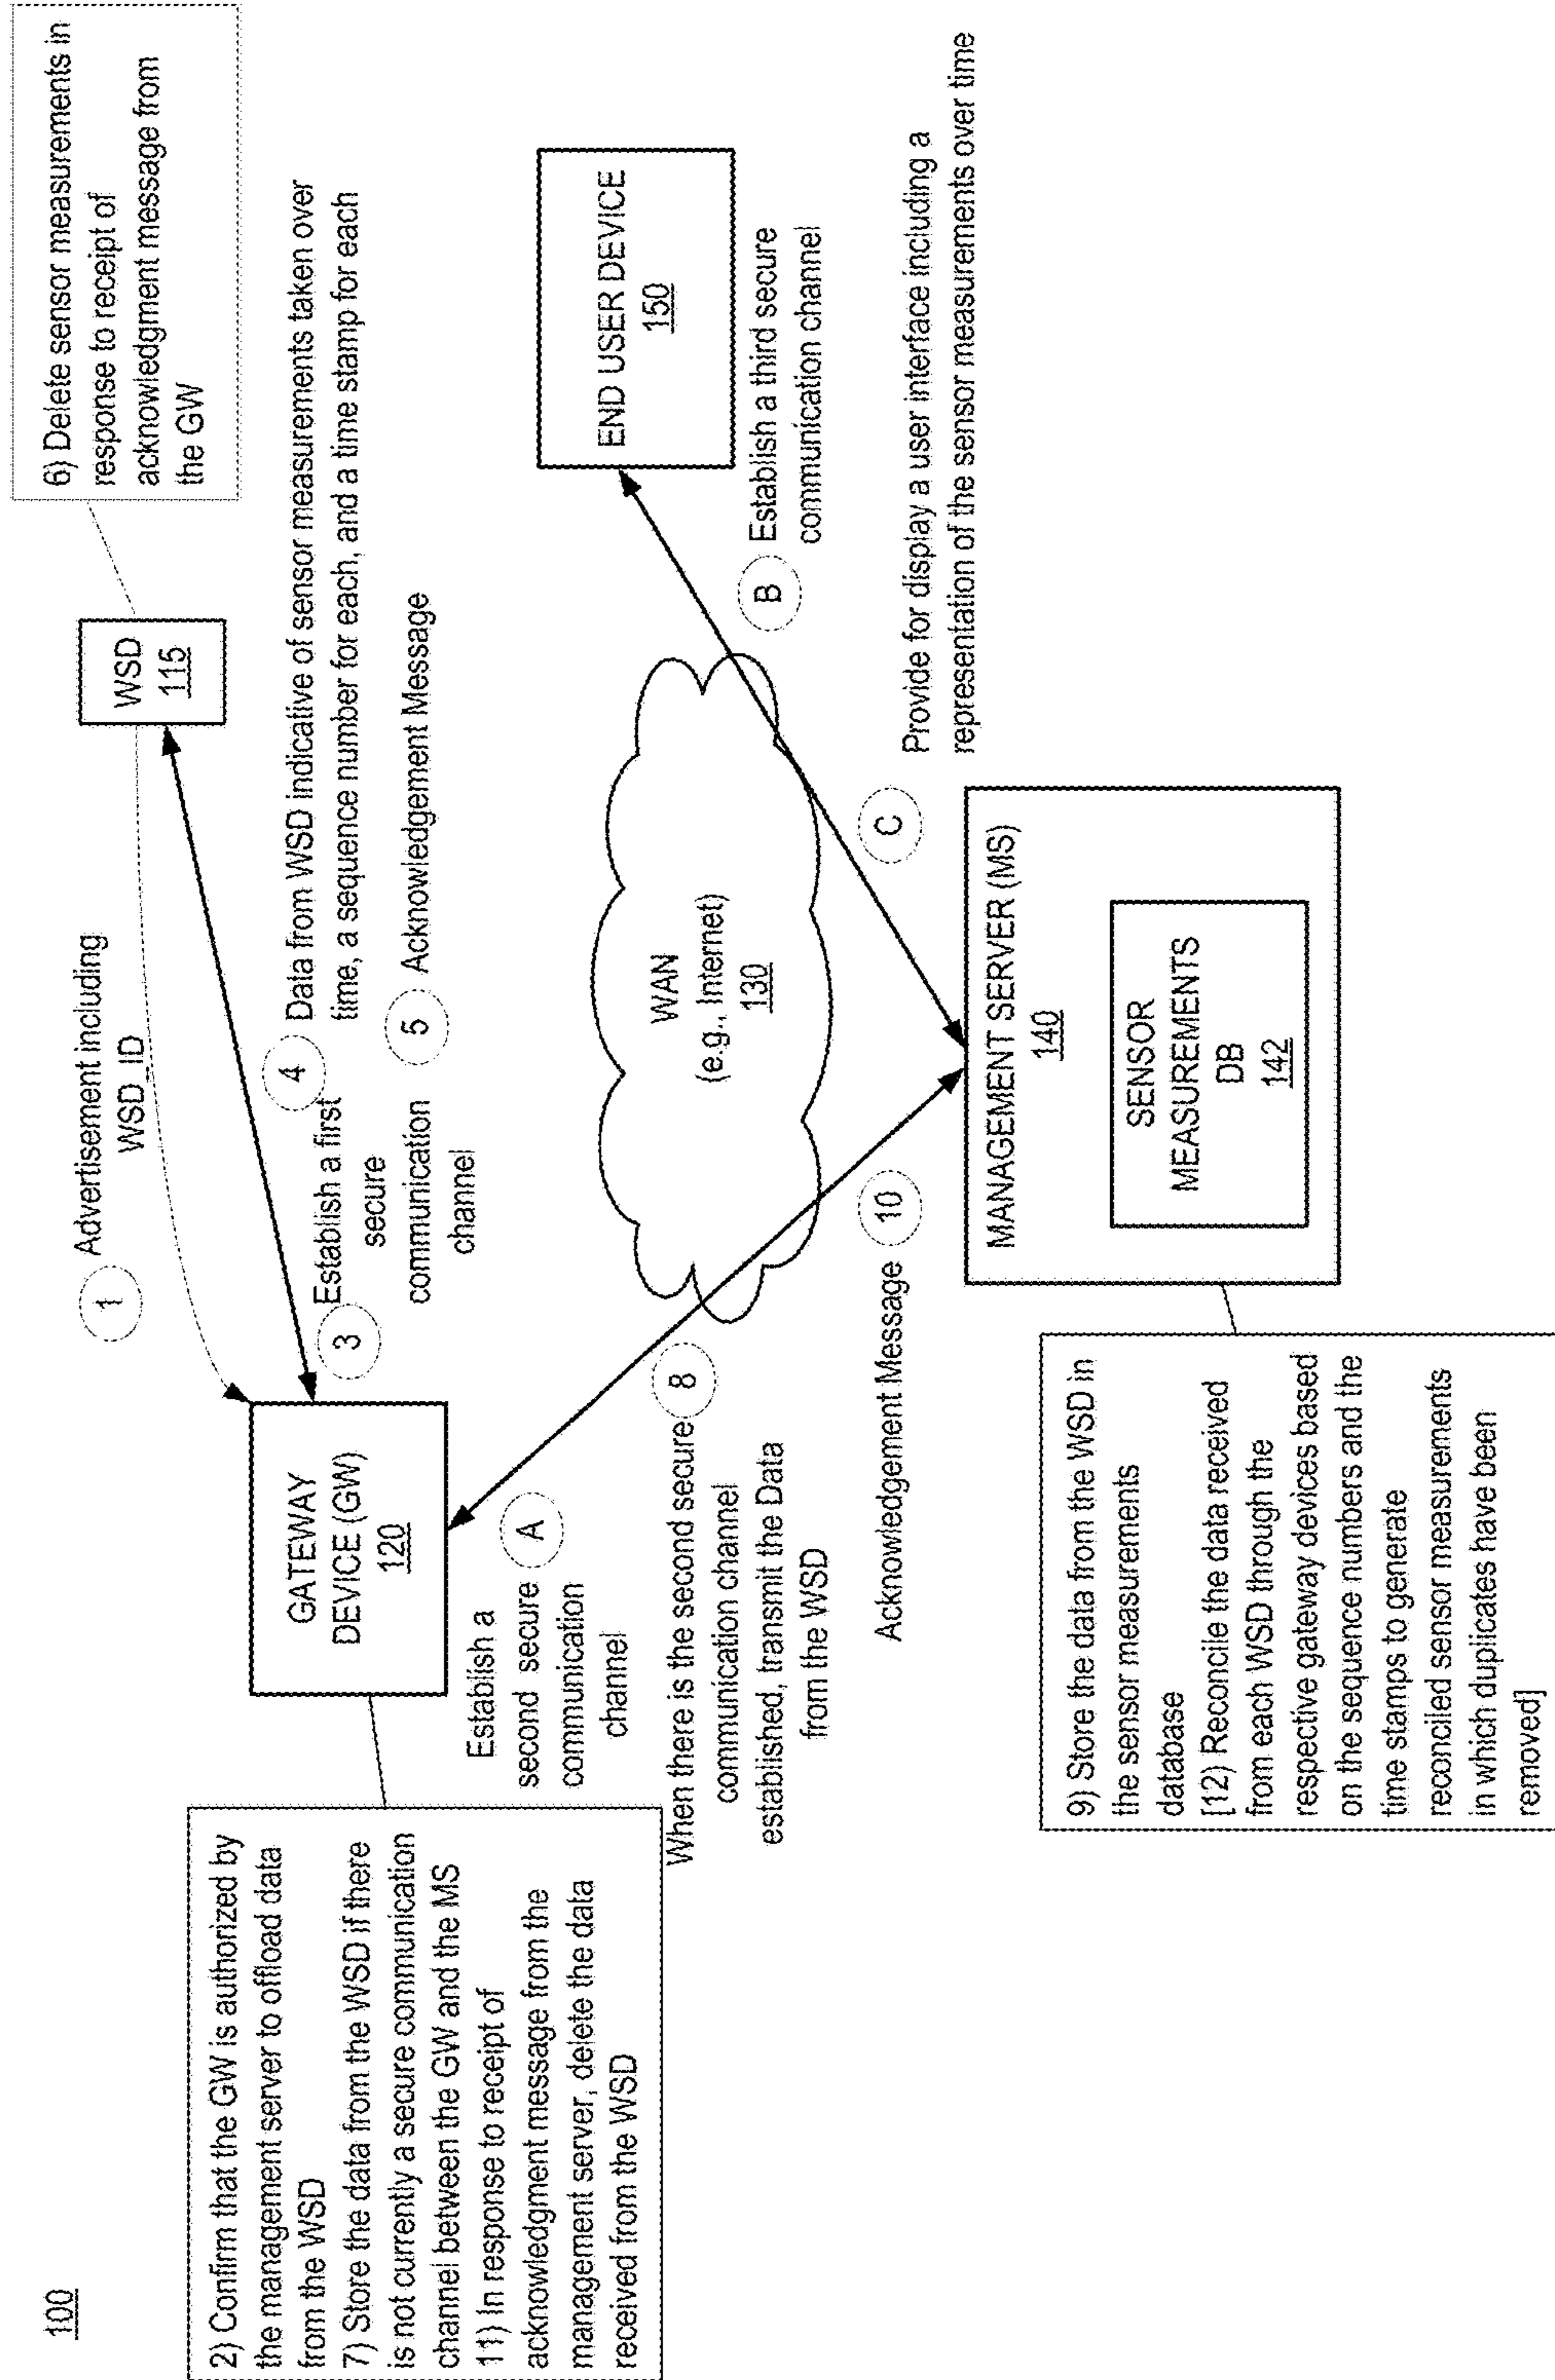 100
2) Confirm that the GW is authorized by
the management server to offload data
from the WSD
7) Store the data from the WSD if there
is not currently a secure communication
channel between the GW and the MS
11) In response to receipt of
acknowledgment message from the
management server, delete the data
received from the WSD
GATEWAY
DEVICE (GW)
120
1
Advertisement including
WSD_ID
WSD
115
6) Delete sensor measurements in
response to receipt of
acknowledgment message from
the GW
3
Establish a first
secure
communication
channel
4
Data from WSD indicative of sensor measurements taken over
time, a sequence number for each, and a time stamp for each
5
Acknowledgement Message
Establish a
second secure
communication
channel
A
When there is the second secure
communication channel
established, transmit the Data
from the WSD
8
WAN
(e.g., Internet)
130
END USER DEVICE
150
B
Establish a third secure
communication channel
Acknowledgement Message
10
C
Provide for display a user interface including a
representation of the sensor measurements over time
MANAGEMENT SERVER (MS)
140
SENSOR
MEASUREMENTS
DB
142
9) Store the data from the WSD in
the sensor measurements
database
[12) Reconcile the data received
from each WSD through the
respective gateway devices based
on the sequence numbers and the
time stamps to generate
reconciled sensor measurements
in which duplicates have been
removed]